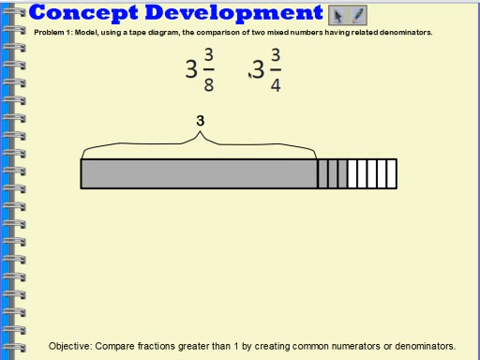 Concept Development
Problem 1: Model, using a tape diagram, the comparison of two mixed numbers having related denominators.
3 3/8 3 3/4
3
Objective: Compare fractions greater than 1 by creating common numerators or denominators.